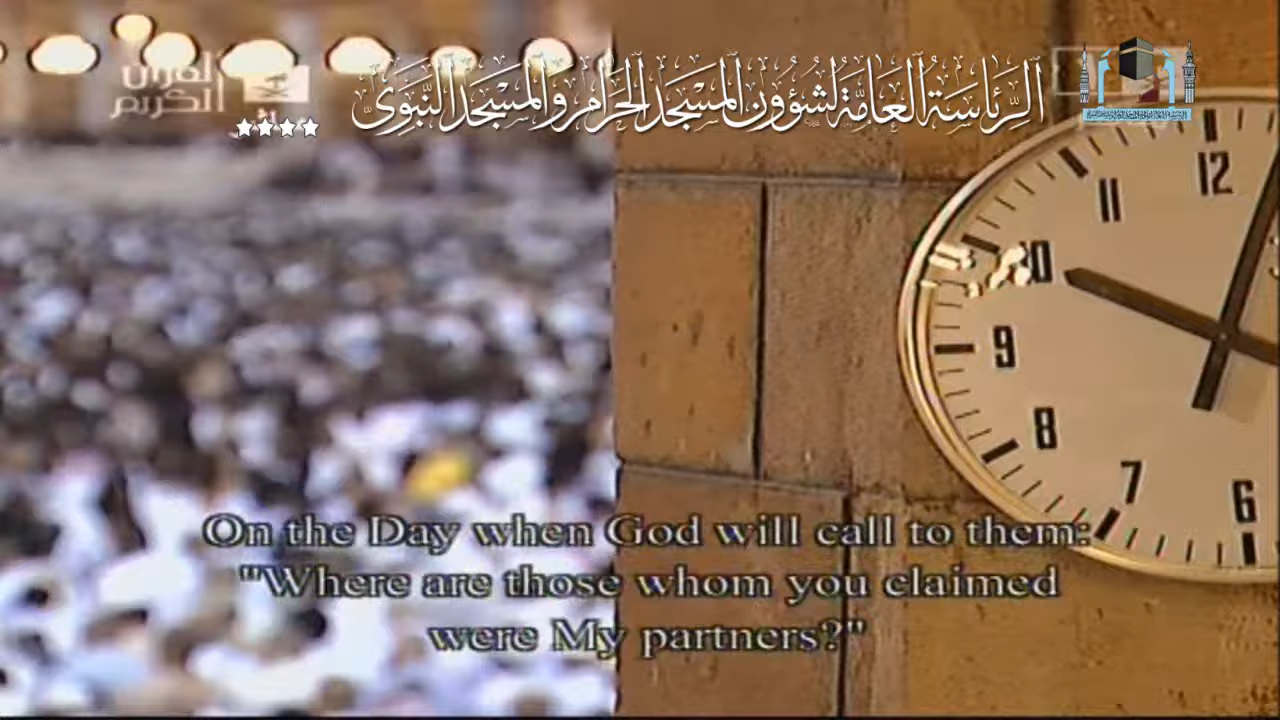 القرآن
الكريم
الرئاسة العامة لشؤون المسجد الحرام والمسجد النبوي
12
11
10
9
8
7
6
On the Day when God will call to them:
"Where are those whom you claimed
were My partners?"